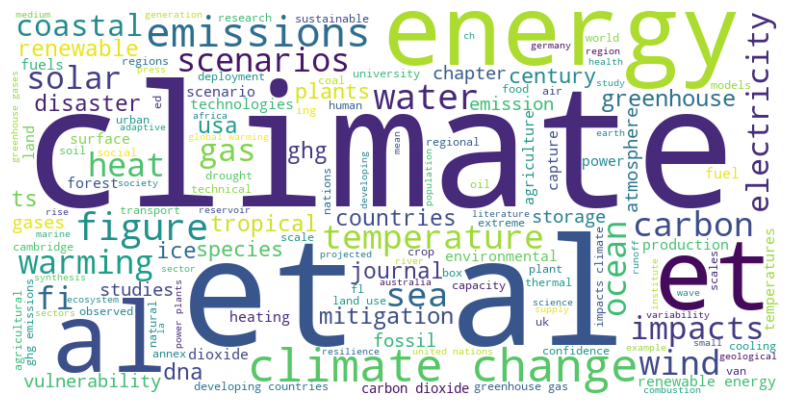 medium
generation
research
sustainable
ch
germany
world
region
health
study
models
coastal
emissions
energy
renewable
scenarios
fuels
regions
press
deployment
coal
university
food
air
chapter
century
solar
scenario
plants
water
emission
greenhouse
electricity
disaster
technologies
ing
human
ed
africa
global warming
greenhouse gases
land
urban
adaptive
usa
gas
ghg
mean
regional
agriculture
capture
power
atmosphere
earth
surface
soil
social
heat
drought
technical
nations
developing
population
oil
fuel
climate
ts
forest
society
rise
transport
reservoir
countries
literature
extreme
storage
carbon
gases
marine
cambridge
figure
tropical
scale
temperature
crop
environmental
river
production
runoff
scales
temperatures
warming
ice
species
journal
box
plant
thermal
ocean
impacts climate
institute
wave
synthesis
sector
projected
et al
et
al
fi
studies
fl
australia
capacity
sea
science
supply
land use
variability
agricultural
sectors
ghg emissions
ecosystem
observed
natural
la
power plants
heating
mitigation
uk
impacts
example
small
cooling
geological
annex
dioxide
resilience
fossil
united nations
confidence
wind
van
vulnerability
dna
climate change
renewable energy
developing countries
carbon dioxide
greenhouse gas
combustion